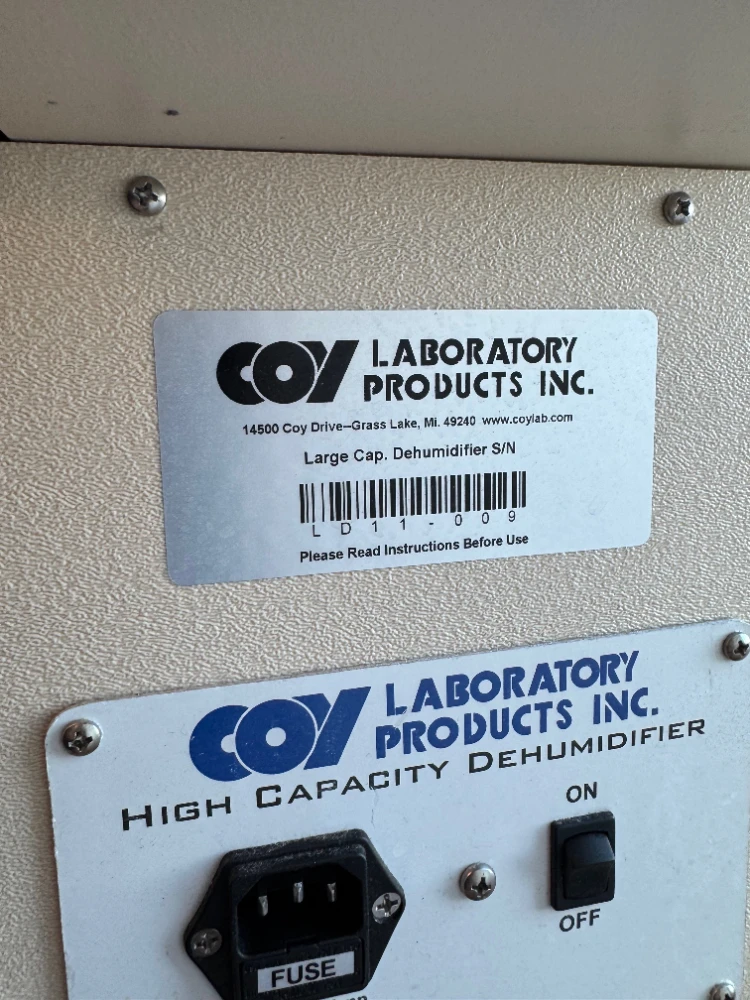 COY LABORATORY
PRODUCTS INC.
14500 Coy Drive--Grass Lake, Mi. 49240 www.coylab.com
Large Cap. Dehumidifier S/N
LD11-009
Please Read Instructions Before Use
COY LABORATORY
PRODUCTS INC.
HIGH CAPACITY DEHUMIDIFIER
ON
OFF
FUSE